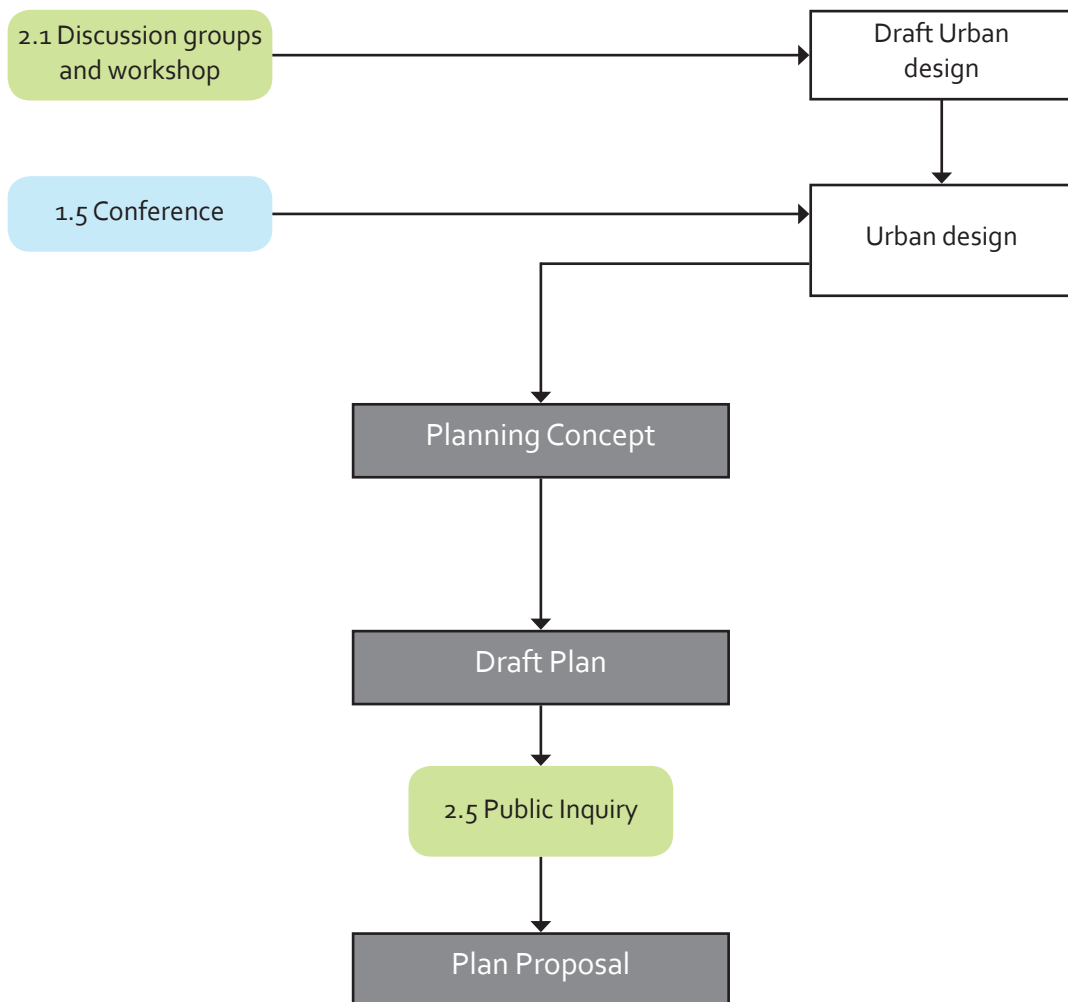 2.1 Discussion groups
and workshop
Draft Urban
design
1.5 Conference
Urban design
Planning Concept
Draft Plan
2.5 Public Inquiry
Plan Proposal